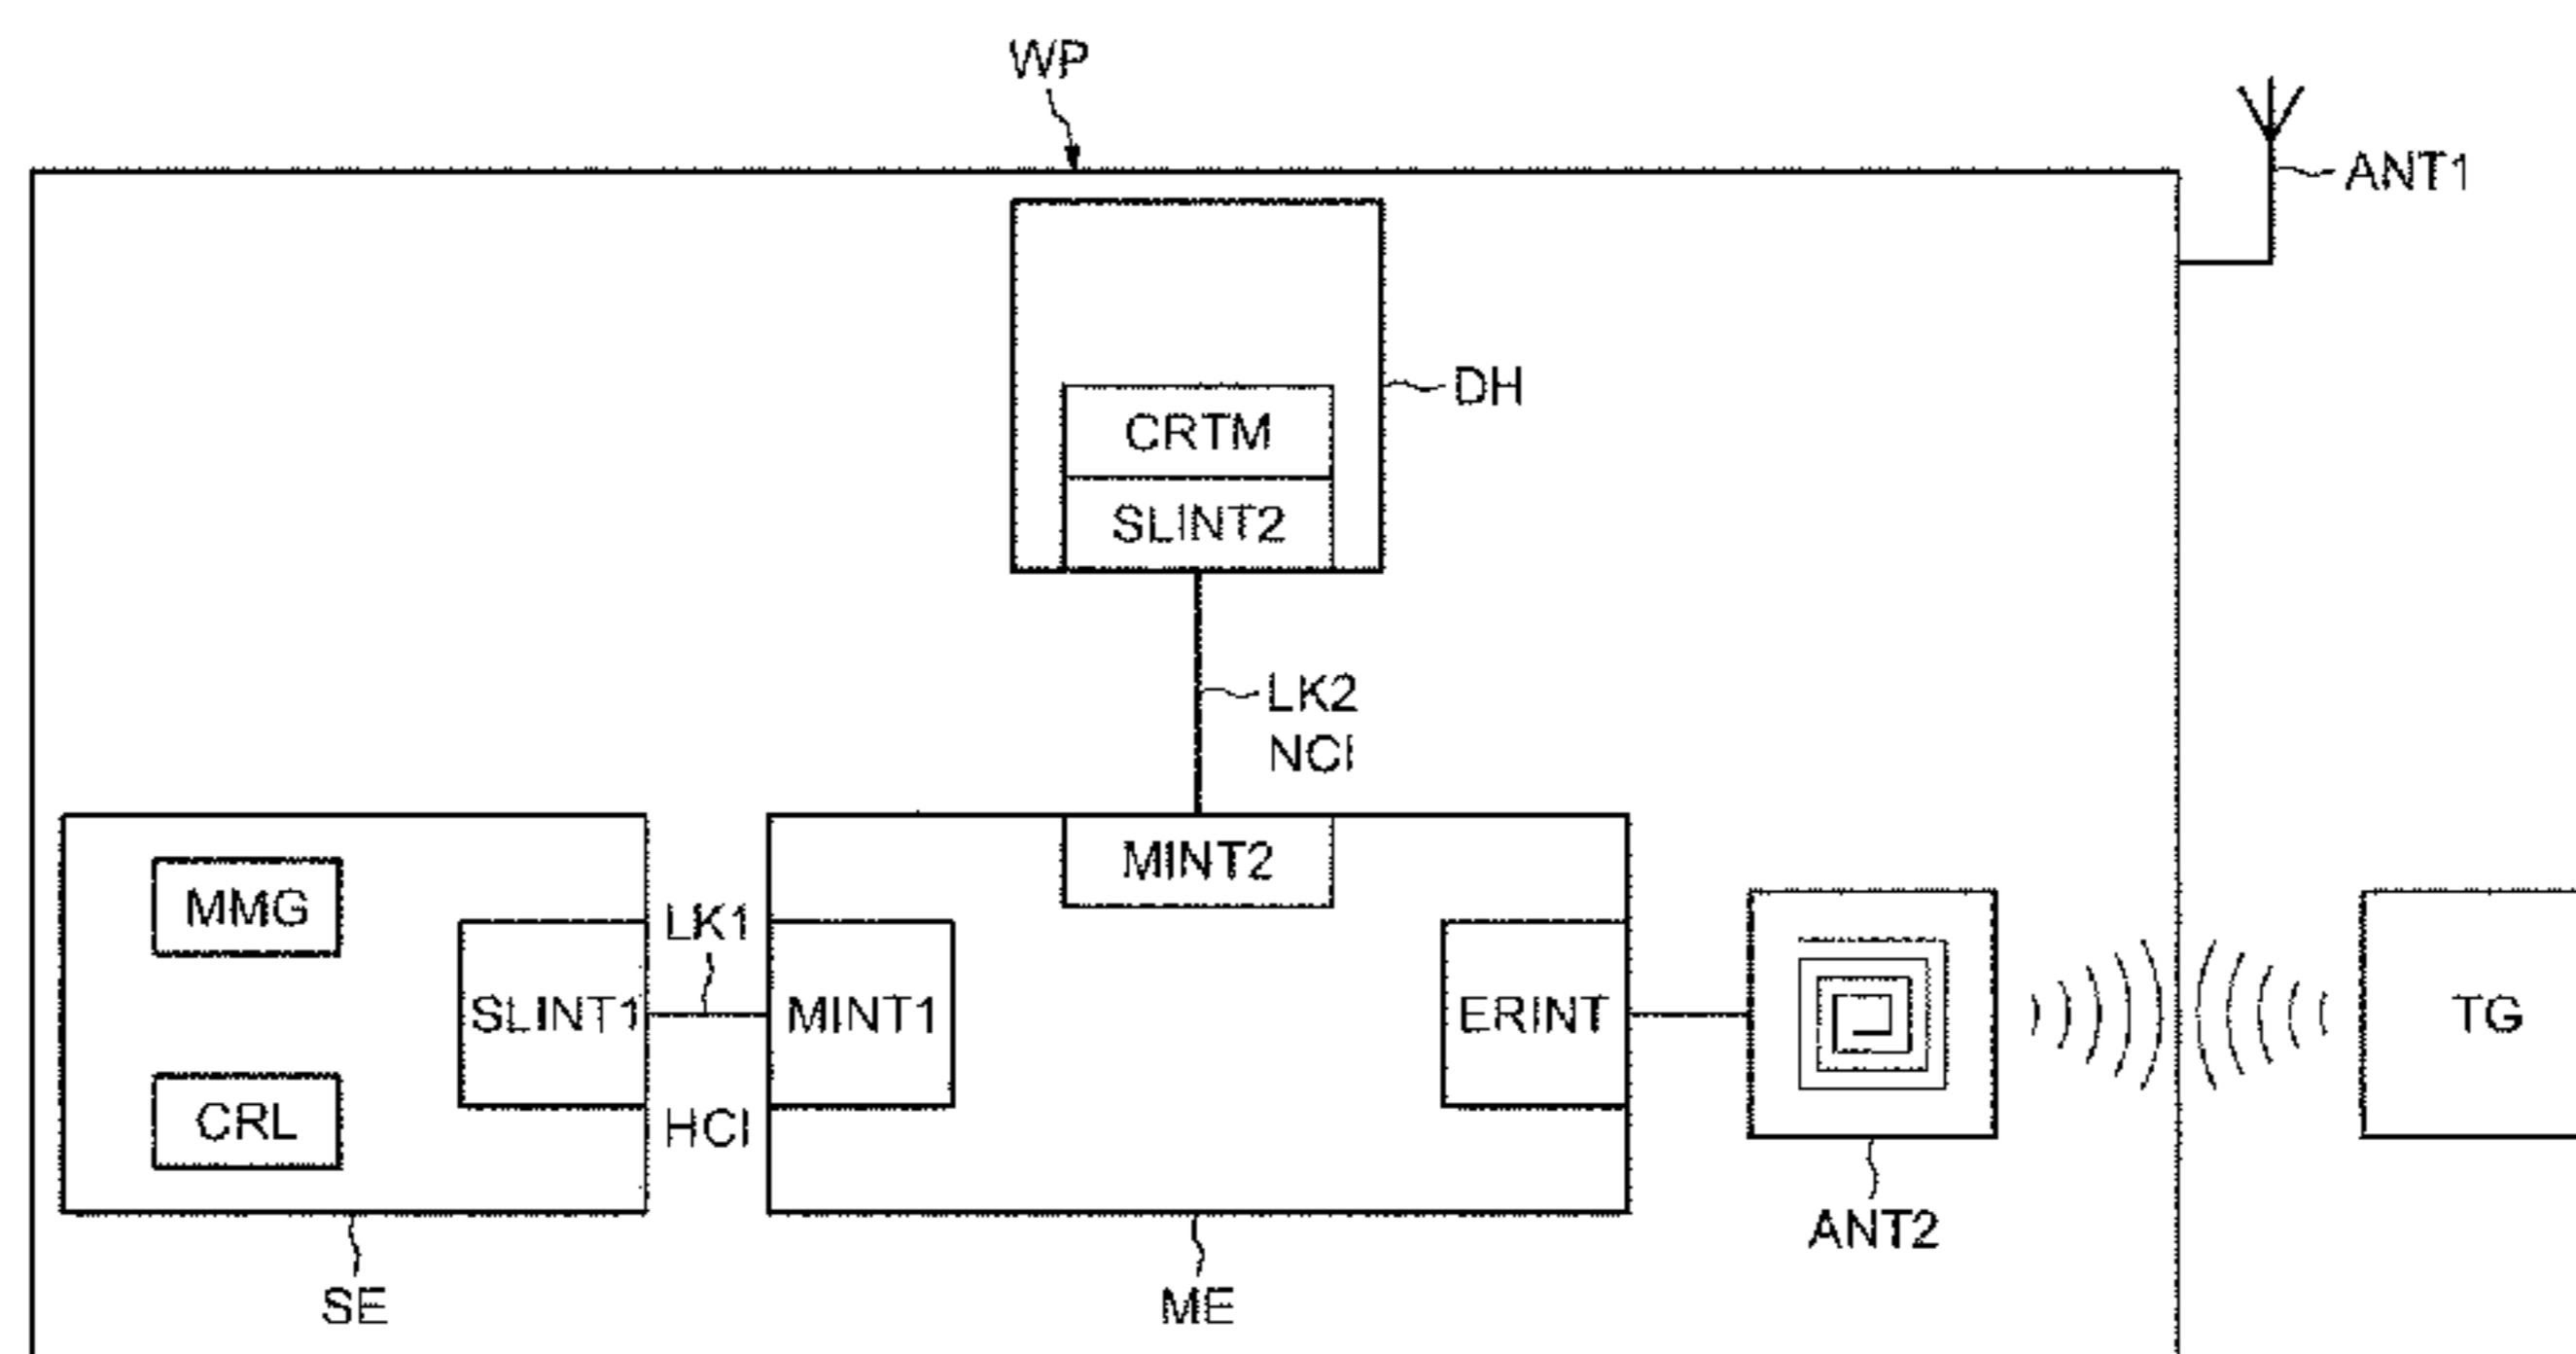 WP
ANT1
DH
CRTM
SLINT2
LK2
NCI
MINT2
MMG
LK1
SLINT1
MINT1
ERINT
TG
CRL
HCI
ANT2
SE
ME